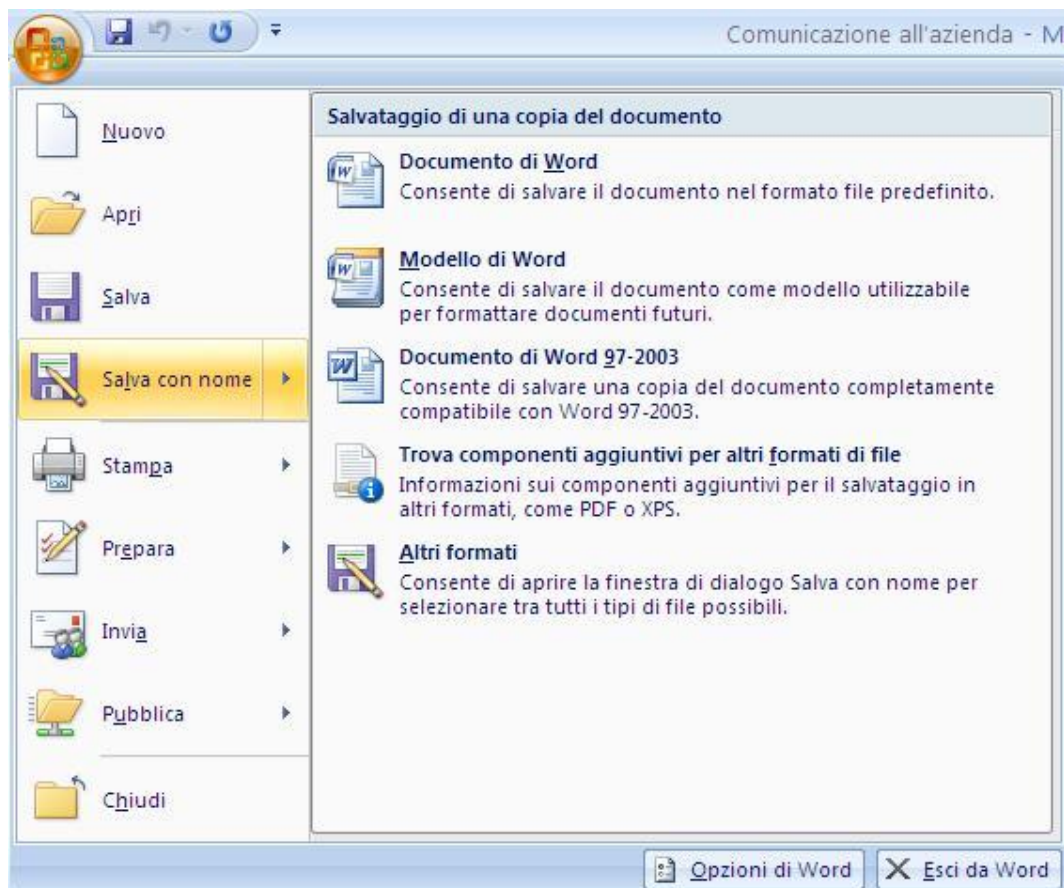 Comunicazione all'azienda - M
Nuovo
Apri
Salva
Salva con nome
Stampa
Prepara
Invia
Pubblica
Chiudi
Salvataggio di una copia del documento
Documento di Word
Consente di salvare il documento nel formato file predefinito.
Modello di Word
Consente di salvare il documento come modello utilizzabile
per formattare documenti futuri.
Documento di Word 97-2003
Consente di salvare una copia del documento completamente
compatibile con Word 97-2003.
Trova componenti aggiuntivi per altri formati di file
Informazioni sui componenti aggiuntivi per il salvataggio in
altri formati, come PDF o XPS.
Altri formati
Consente di aprire la finestra di dialogo Salva con nome per
selezionare tra tutti i tipi di file possibili.
Opzioni di Word
Esci da Word